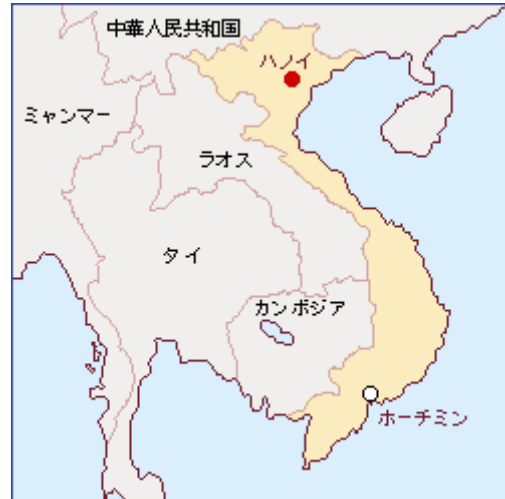 中華人民共和国
ハノイ
ミャンマー
ラオス
タイ
カンボジア
ホーチミン